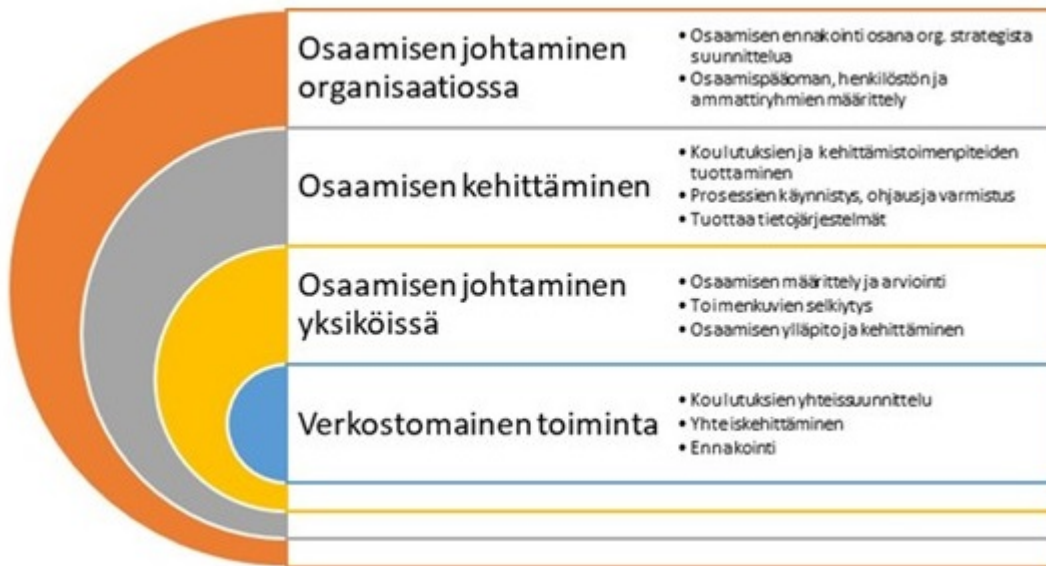 Osaamisen johtaminen
organisaatiossa
• Osaamisen ennakointi osana org. strategista
suunnittelua
• Osaamispääoman, henkilöstön ja
ammattiryhmien määrittely
Osaamisen kehittäminen
• Koulutuksien ja kehittämistoimenpiteiden
tuottaminen
• Prosessien käynnistys, ohjaus ja varmistus
• Tuottaa tietojärjestelmät
Osaamisen johtaminen
yksiköissä
• Osaamisen määrittely ja arviointi
• Toimenkuvien selkiytys
• Osaamisen ylläpito ja kehittäminen
Verkostomainen toiminta
• Koulutuksien yhteissuunnittelu
• Yhteiskehittäminen
• Ennakointi